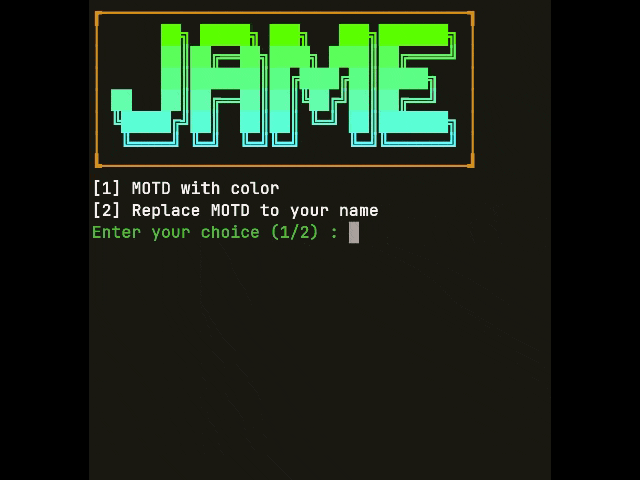 JAME
[1] MOTD with color
[2] Replace MOTD to your name
Enter your choice (1/2) :